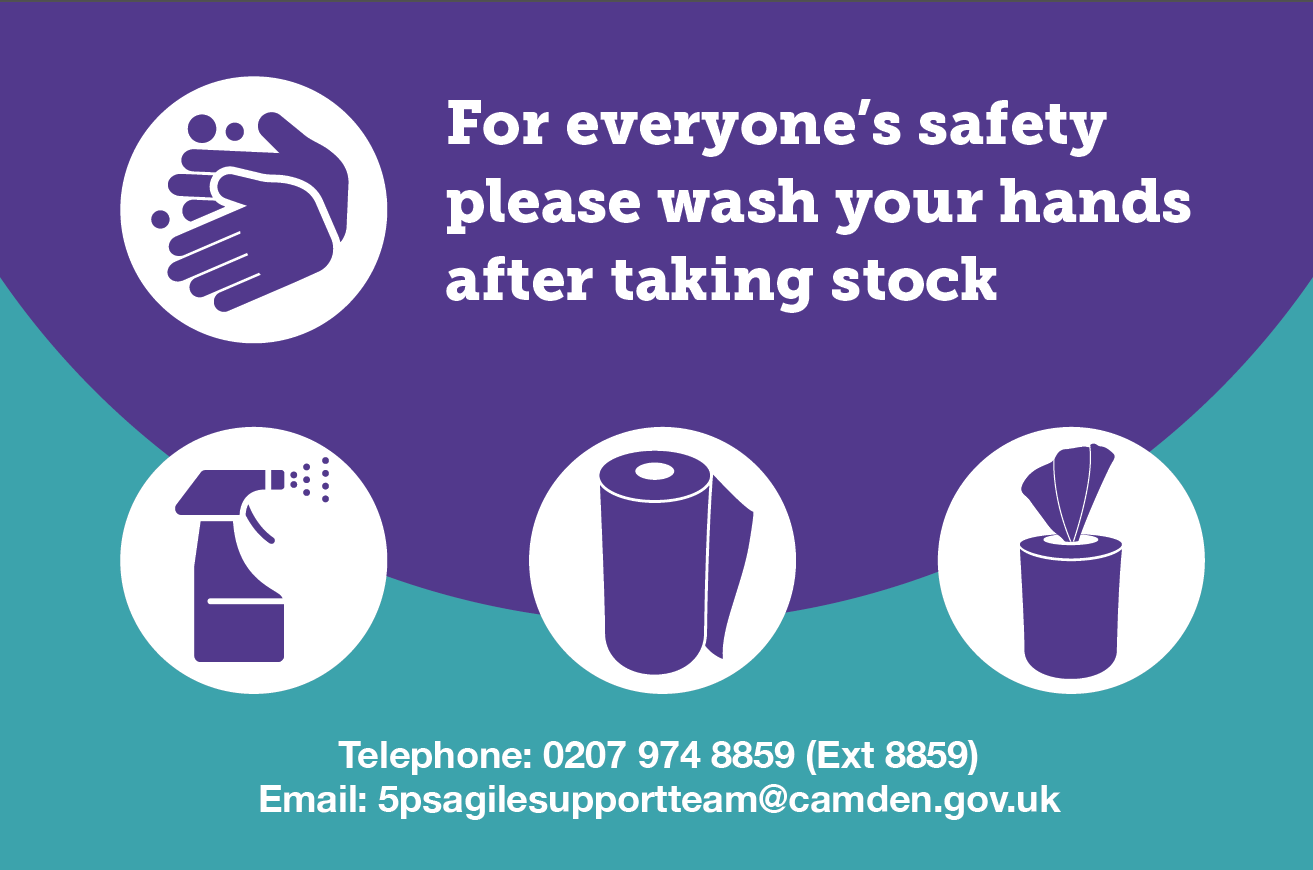 For everyone’s safety
please wash your hands
after taking stock
Telephone: 0207 974 8859 (Ext 8859)
Email: 5psagilesupportteam@camden.gov.uk